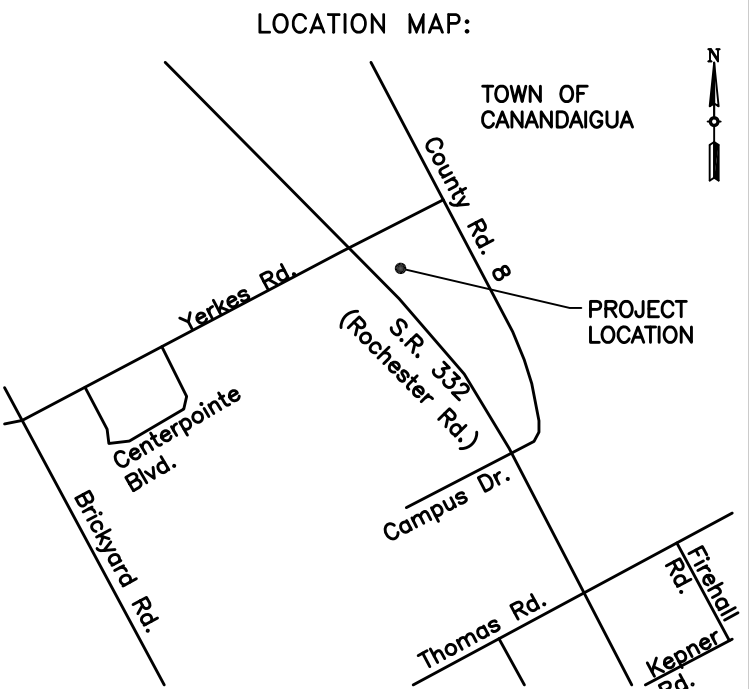 LOCATION MAP:
N
TOWN OF
CANANDAIGUA
County Rd. 8
Yerkes Rd.
PROJECT
LOCATION
S.R. 332
(Rochester Rd.)
Centerpointe
Blvd.
Campus Dr.
Brickyard Rd.
Firehall
Rd.
Thomas Rd.
Kepner
Rd.